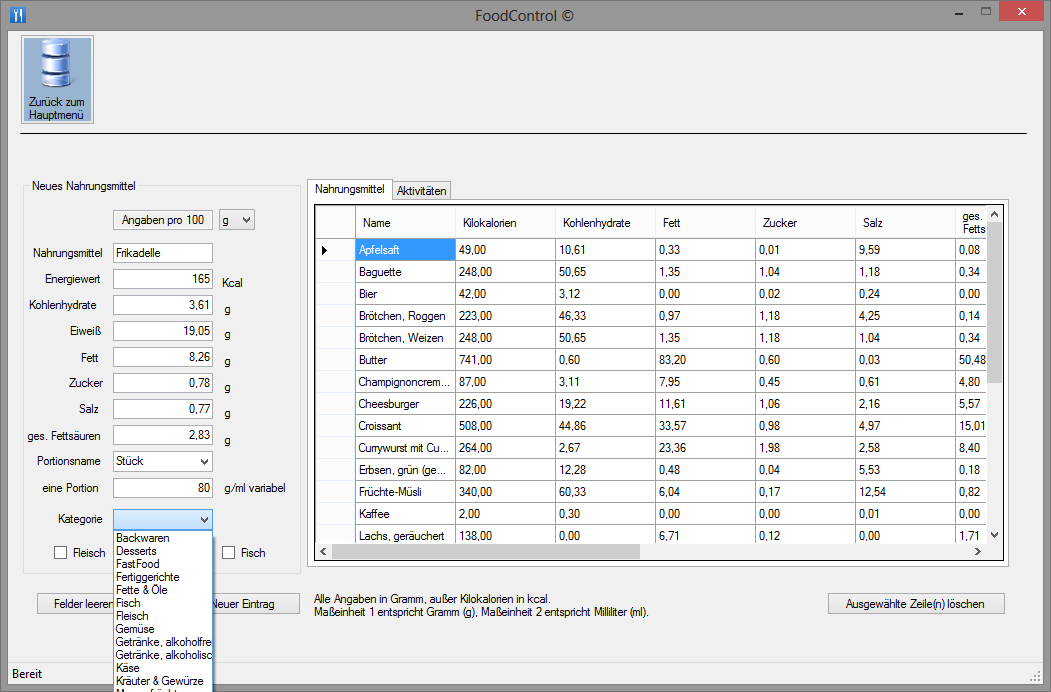 FoodControl ©
Zurück zum
Hauptmenü
Neues Nahrungsmittel
Angaben pro 100 g
Nahrungsmittel Frikadelle
Energiewert 165 Kcal
Kohlenhydrate 3,61 g
Eiweiß 19,05 g
Fett 8,26 g
Zucker 0,78 g
Salz 0,77 g
ges. Fettsäuren 2,83 g
Portionsname Stück
eine Portion 80 g/ml variabel
Kategorie
Fleisch Fisch
Backwaren
Desserts
FastFood
Fertiggerichte
Fette & Öle
Fisch
Fleisch
Gemüse
Getränke, alkoholfre
Getränke, alkoholisc
Käse
Kräuter & Gewürze
Felder leeren Neuer Eintrag
Nahrungsmittel Aktivitäten
Name Kilokalorien Kohlenhydrate Fett Zucker Salz ges. Fetts
Apfelsaft 49,00 10,61 0,33 0,01 9,59 0,08
Baguette 248,00 50,65 1,35 1,04 1,18 0,34
Bier 42,00 3,12 0,00 0,02 0,24 0,00
Brötchen, Roggen 223,00 46,33 0,97 1,18 4,25 0,14
Brötchen, Weizen 248,00 50,65 1,35 1,18 1,04 0,34
Butter 741,00 0,60 83,20 0,60 0,03 50,48
Champignoncrem... 87,00 3,11 7,95 0,45 0,61 4,80
Cheesburger 226,00 19,22 11,61 1,06 2,16 5,57
Croissant 508,00 44,86 33,57 0,98 4,97 15,01
Currywurst mit Cu... 264,00 2,67 23,36 1,98 2,58 8,40
Erbsen, grün (ge... 82,00 12,28 0,48 0,04 5,53 0,18
Früchte-Müsli 340,00 60,33 6,04 0,17 12,54 0,82
Kaffee 2,00 0,30 0,00 0,00 0,01 0,00
Lachs, geräuchert 138,00 0,00 6,71 0,12 0,00 1,71
Alle Angaben in Gramm, außer Kilokalorien in kcal.
Maßeinheit 1 entspricht Gramm (g), Maßeinheit 2 entspricht Milliliter (ml).
Ausgewählte Zeile(n) löschen
Bereit